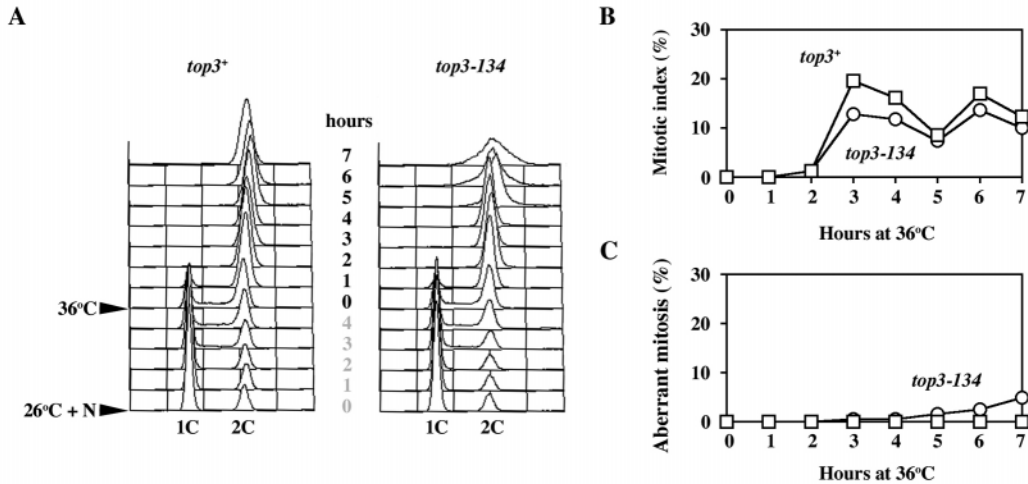 A
top3+
top3-134
hours
7
6
5
4
3
2
1
0
4
3
2
1
0
36°C
26°C + N
1C
2C
1C
2C
B
Mitotic index (%)
30
20
10
0
top3+
top3-134
0 1 2 3 4 5 6 7
Hours at 36°C
C
Aberrant mitosis (%)
30
20
10
0
top3-134
0 1 2 3 4 5 6 7
Hours at 36°C